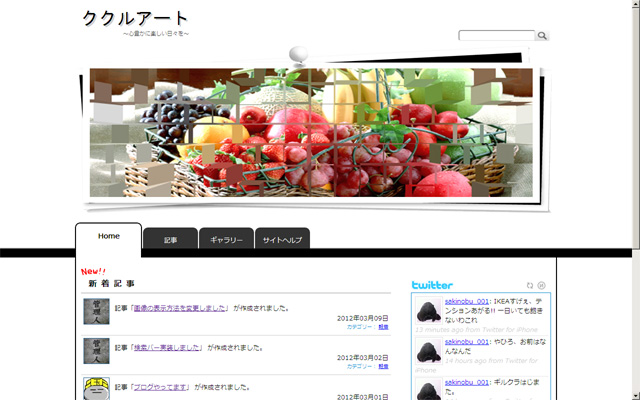 ククルアート
～心豊かに楽しい日々を～
Home
記事
ギャラリー
サイトヘルプ
New!!
新着記事
管理人
記事「画像の表示方法を変更しました」 が作成されました。
2012年03月09日
カテゴリー：
管理人
記事「検索バー実装しました」 が作成されました。
2012年03月02日
カテゴリー：
記事「ブログやってます」 が作成されました。
2012年03月01日
twitter
sakinobu_001: IKEAすげぇ、テ
ンションあがる!! 一日いても飽き
ないわこれ
12 minutes ago from Twitter for iPhone
sakinobu_001: やひろ、お前はな
んなんだ
14 hours ago from Twitter for
iPhone
sakinobu_001: ギルクラはじま
た。